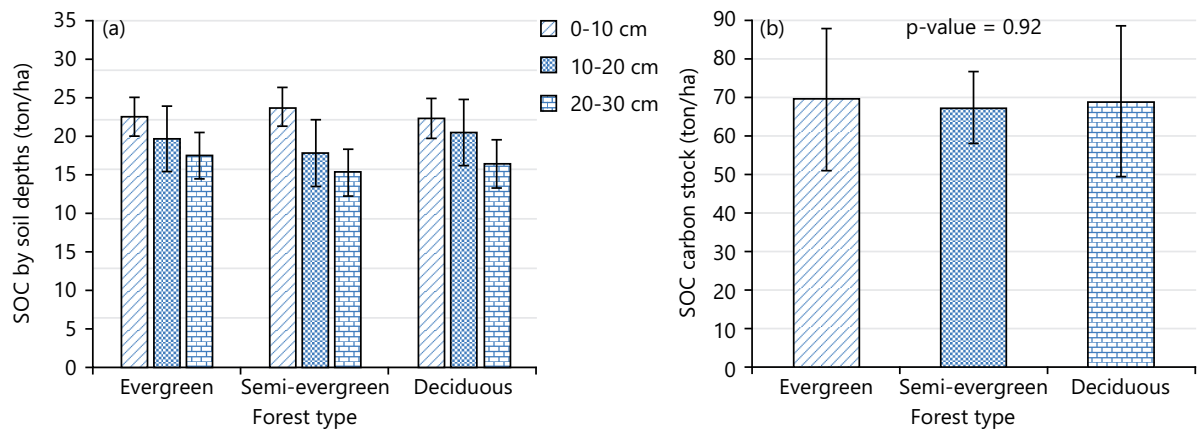 (a)
35
30
25
20
15
10
15
10
5
0
SOC by soil depths (ton/ha)
Evergreen
Semi-evergreen
Deciduous
Forest type
0-10 cm
10-20 cm
20-30 cm
(b)
p-value = 0.92
90
80
70
60
50
40
30
20
10
0
SOC carbon stock (ton/ha)
Evergreen
Semi-evergreen
Deciduous
Forest type